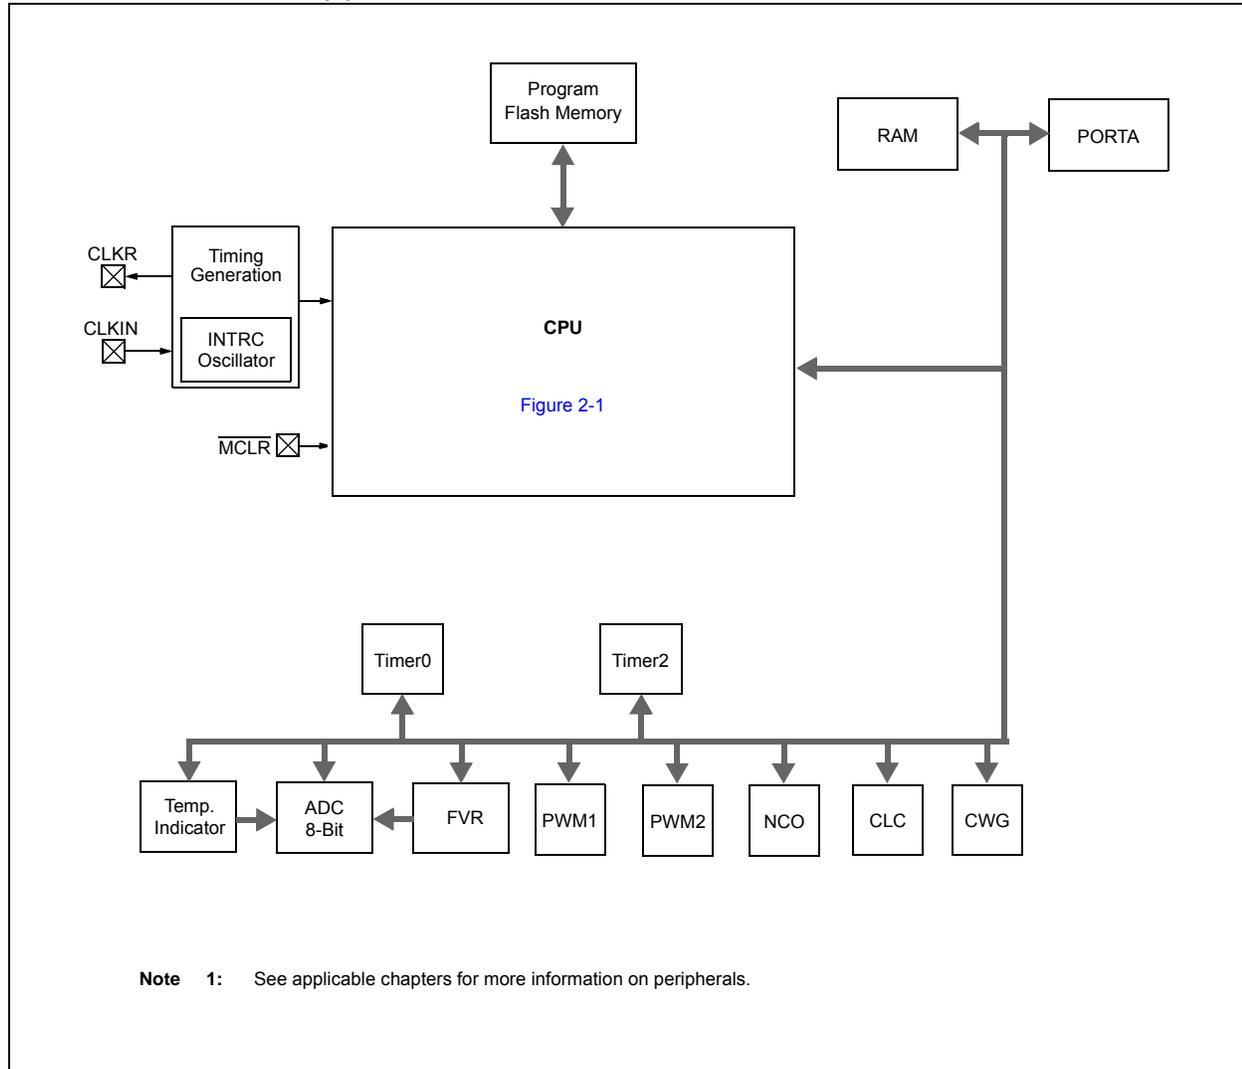 Program
Flash Memory
RAM
PORTA
Timing
Generation
CLKR
CLKIN
INTRC
Oscillator
CPU
Figure 2-1
MCLR
Timer0
Timer2
Temp.
Indicator
ADC
8-Bit
FVR
PWM1
PWM2
NCO
CLC
CWG
Note 1: See applicable chapters for more information on peripherals.